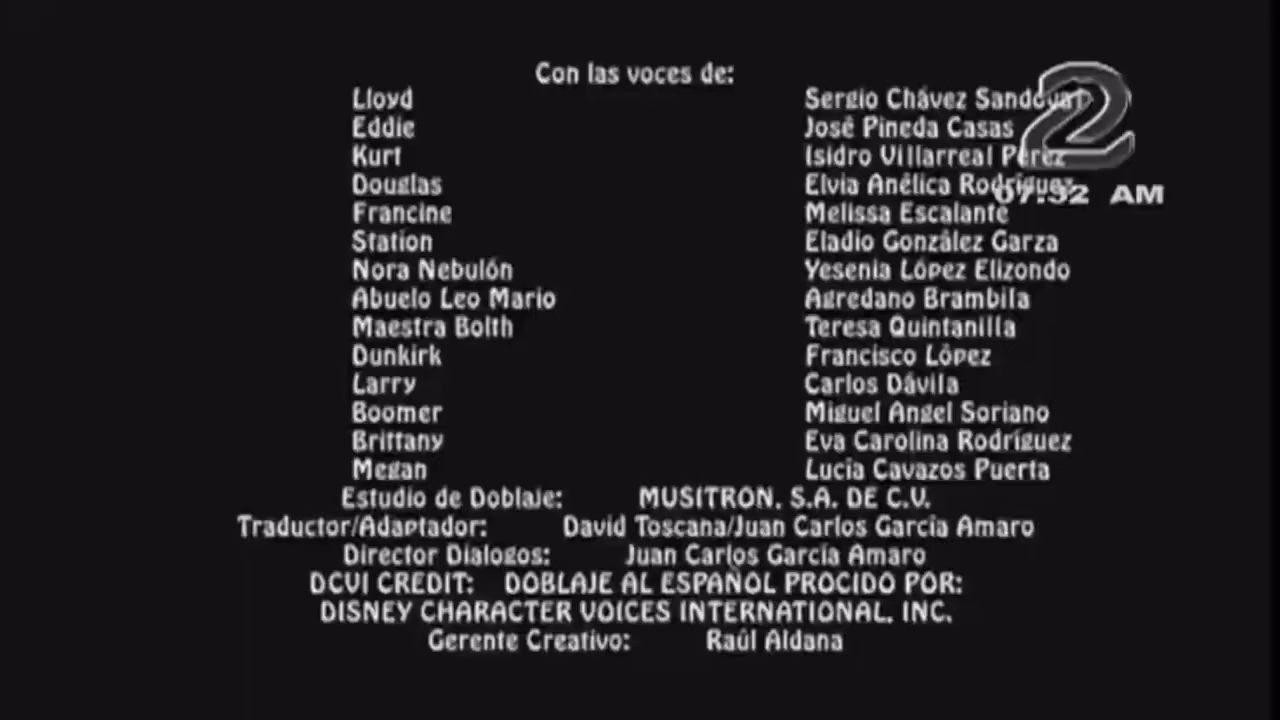 Con las voces de:
Lloyd Sergio Chávez Sandoval
Eddie José Pineda Casas
Kurt Isidro Villarreal Pérez
Douglas Elvia Anélica Rodríguez
Francine Melissa Escalante
Station Eladio González Garza
Nora Nebulón Yesenia López Elizondo
Abuelo Leo Mario Agredano Brambila
Maestra Bolth Teresa Quintanilla
Dunkirk Francisco López
Larry Carlos Dávila
Boomer Miguel Angel Soriano
Brittany Eva Carolina Rodríguez
Megan Lucia Cavazos Puerta
Estudio de Doblaje: MUSITRON, S.A. DE C.V.
Traductor/Adaptador: David Toscana/Juan Carlos García Amaro
Director Dialogos: Juan Carlos García Amaro
DCVI CREDIT: DOBLAJE AL ESPAÑOL PROCIDO POR:
DISNEY CHARACTER VOICES INTERNATIONAL, INC.
Gerente Creativo: Raúl Aldana
2
07:32 AM